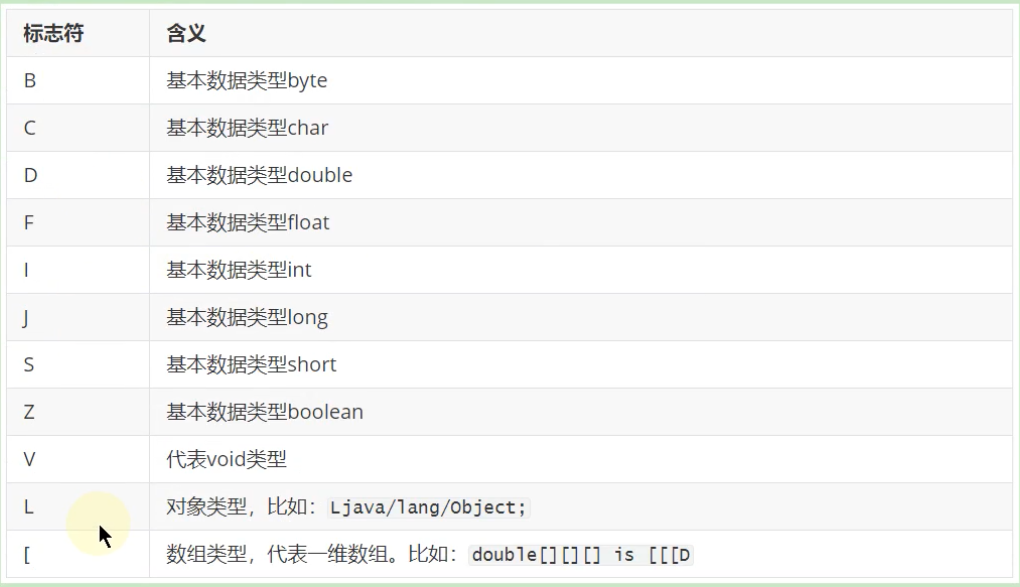 标志符 含义
B 基本数据类型byte
C 基本数据类型char
D 基本数据类型double
F 基本数据类型float
I 基本数据类型int
J 基本数据类型long
S 基本数据类型short
Z 基本数据类型boolean
V 代表void类型
L 对象类型，比如：Ljava/lang/Object;
[ 数组类型，代表一维数组。比如：double[][][] is [[[D